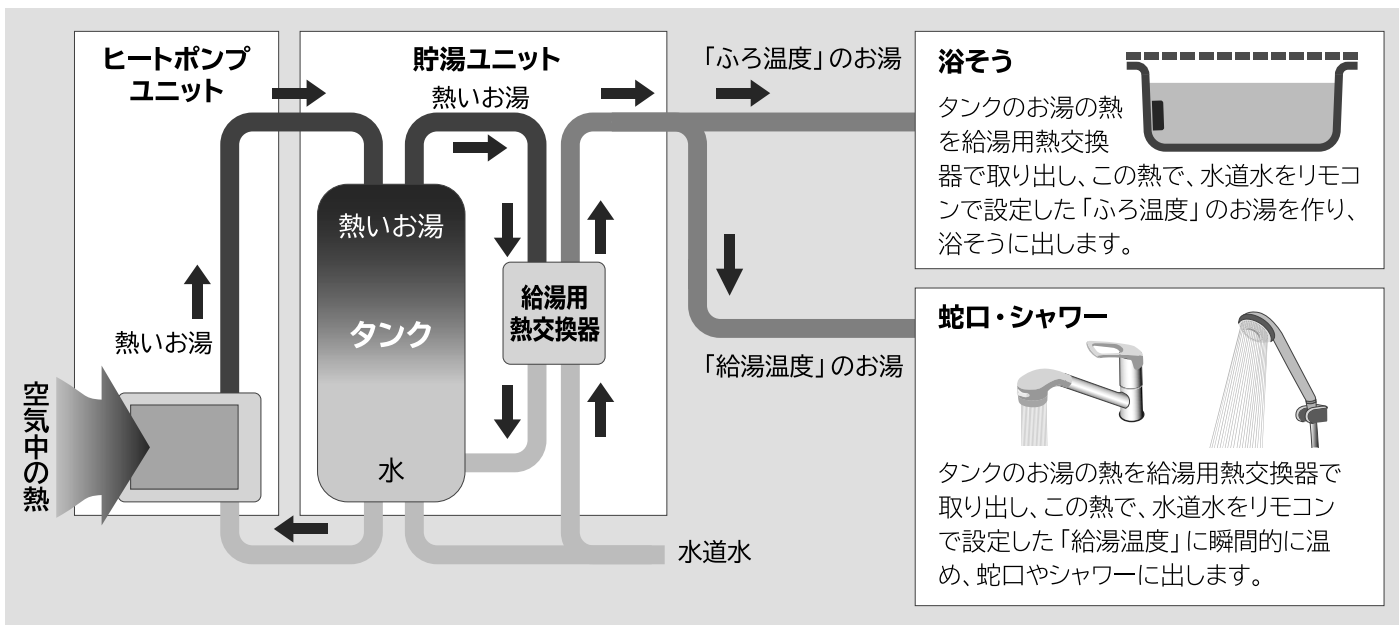 ヒートポンプ
ユニット
貯湯ユニット
熱いお湯
「ふろ温度」のお湯
熱いお湯
タンク
水
給湯用
熱交換器
熱いお湯
空気中の熱
「給湯温度」のお湯
水道水
浴そう
タンクのお湯の熱
を給湯用熱交換
器で取り出し、この熱で、水道水をリモコ
ンで設定した「ふろ温度」のお湯を作り、
浴そうに出します。
蛇口・シャワー
タンクのお湯の熱を給湯用熱交換器で
取り出し、この熱で、水道水をリモコン
で設定した「給湯温度」に瞬間的に温
め、蛇口やシャワーに出します。